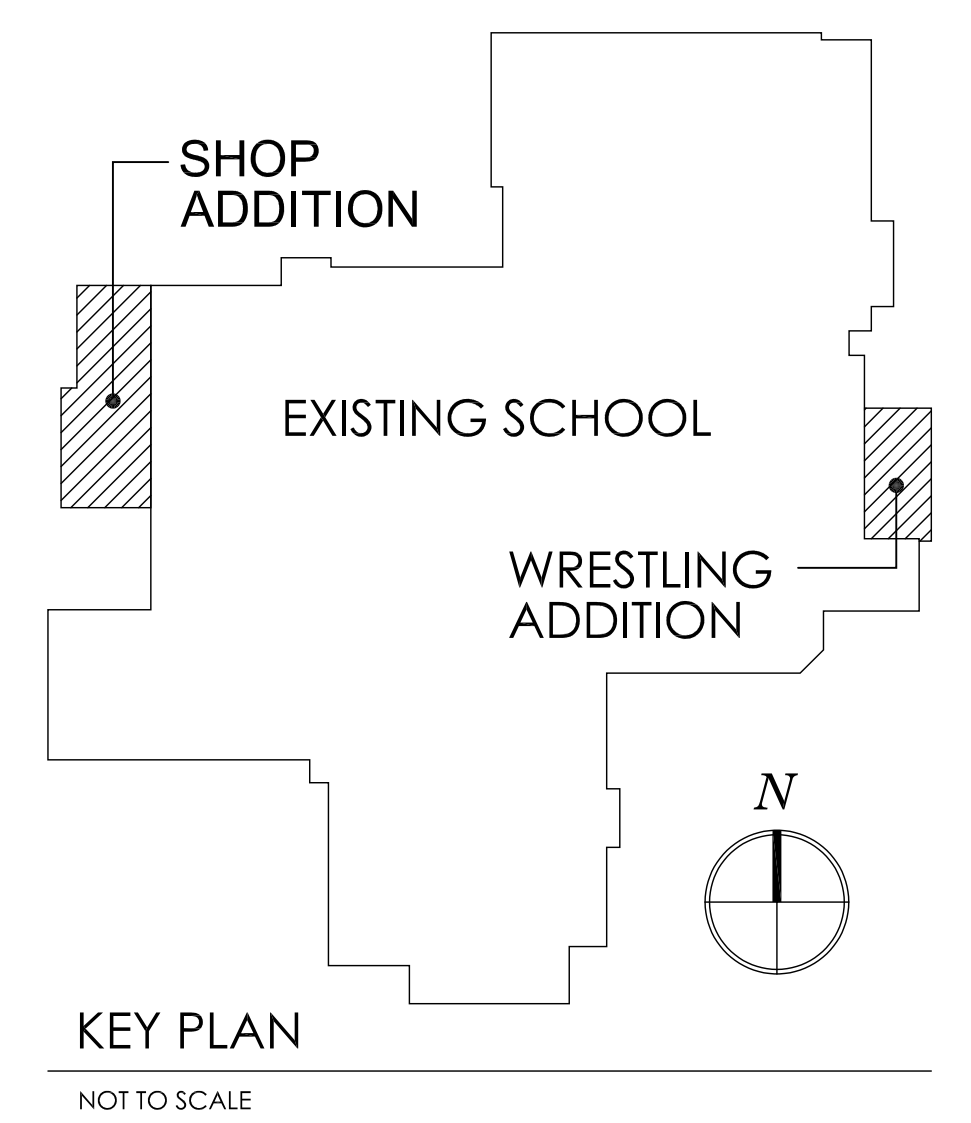 SHOP
ADDITION
EXISTING SCHOOL
WRESTLING
ADDITION
N
KEY PLAN
NOT TO SCALE